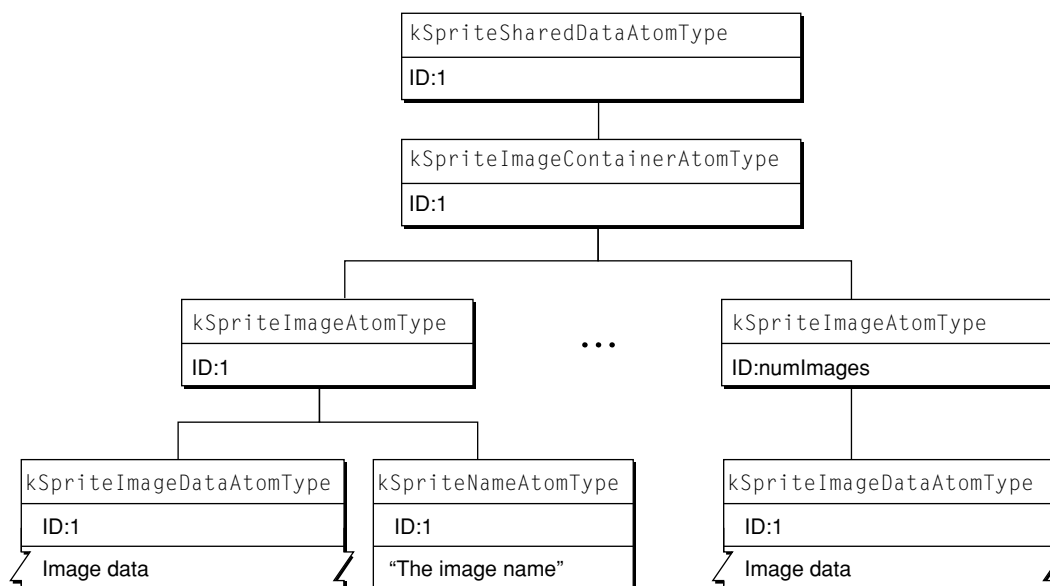 kSpriteSharedDataAtomType
ID:1
kSpriteImageContainerAtomType
ID:1
kSpriteImageAtomType
ID:1
...
kSpriteImageAtomType
ID:numImages
kSpriteImageDataAtomType
ID:1
Image data
kSpriteNameAtomType
ID:1
“The image name”
kSpriteImageDataAtomType
ID:1
Image data